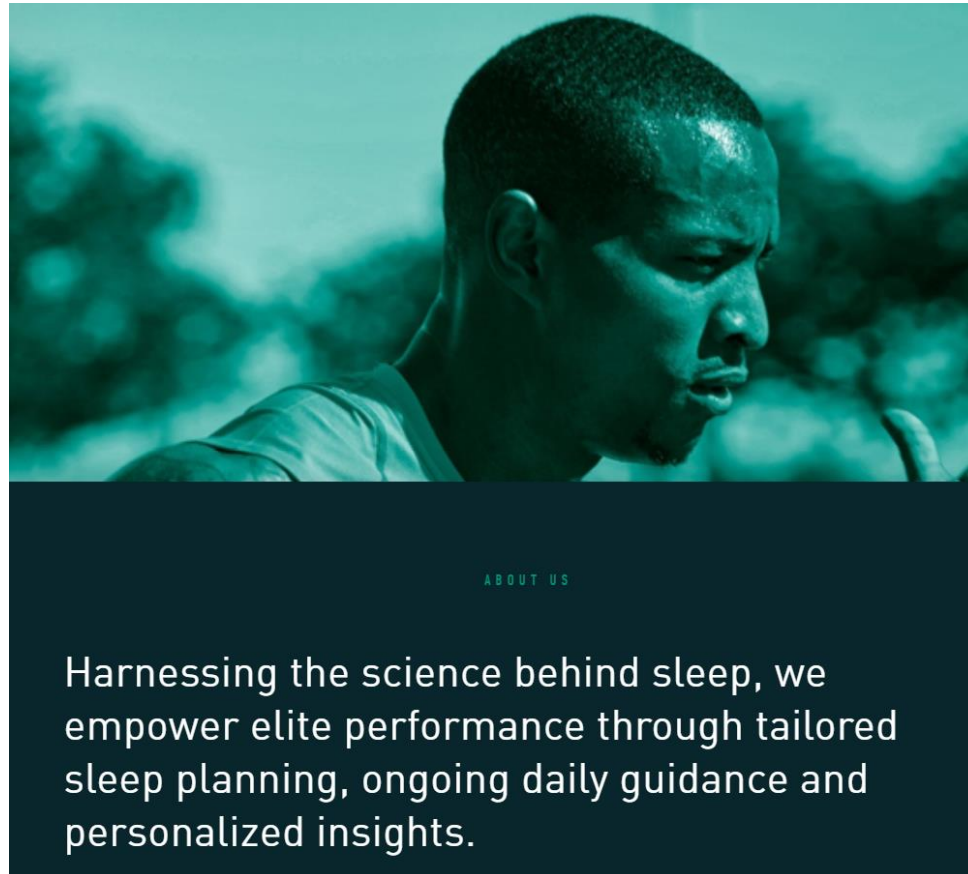 ABOUT US
Harnessing the science behind sleep, we
empower elite performance through tailored
sleep planning, ongoing daily guidance and
personalized insights.